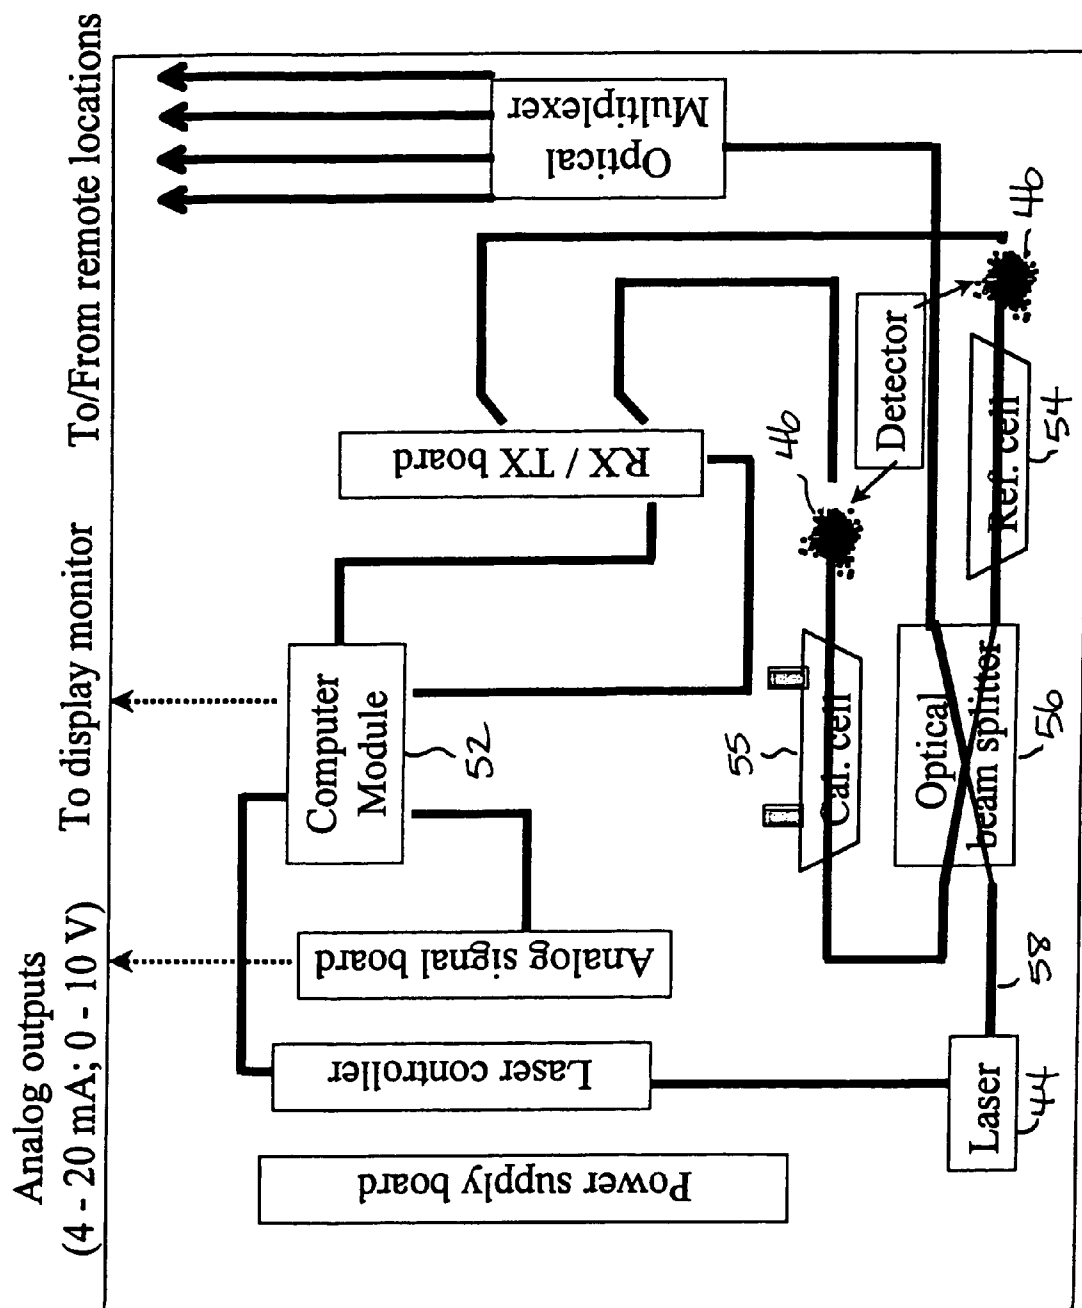 Analog outputs
(4 - 20 mA; 0 - 10 V)
To display monitor
To/From remote locations
Power supply board
Laser controller
Analog signal board
Computer
Module
52
RX / TX board
Optical
Multiplexer
55
Cal. cell
46
Detector
46
Laser
44
58
Optical
beam splitter
56
Ref. cell
54